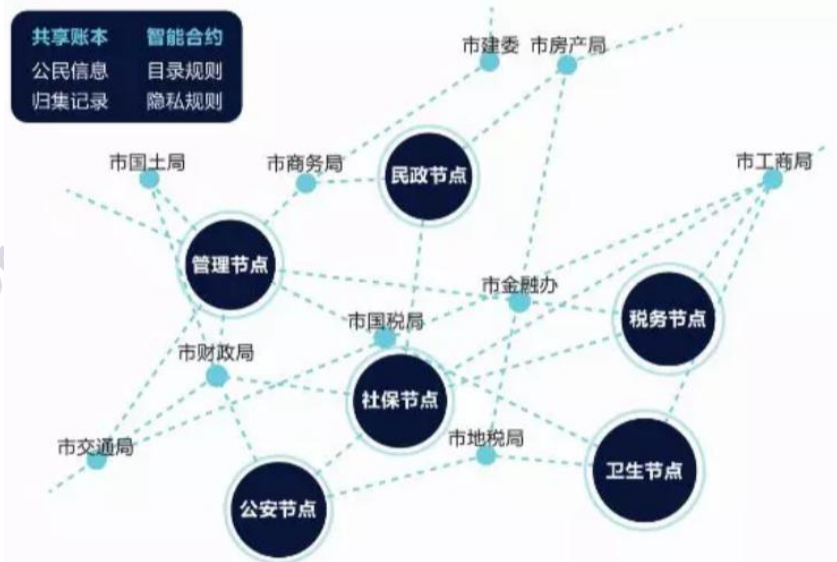 共享账本 智能合约
公民信息 目录规则
归集记录 隐私规则
市建委 市房产局
市国土局 市商务局 民政节点 市工商局
管理节点
市金融办
市国税局 税务节点
市财政局
社保节点
市交通局 市地税局
卫生节点
公安节点